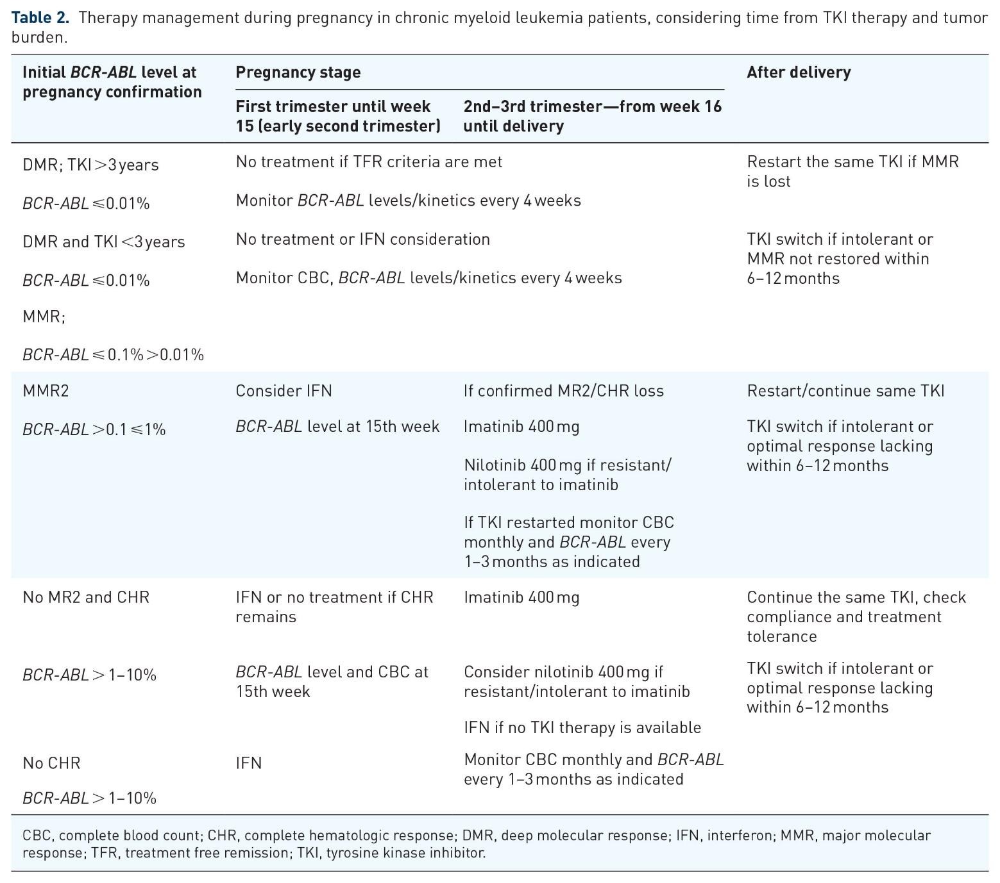 Table 2. Therapy management during pregnancy in chronic myeloid leukemia patients, considering time from TKI therapy and tumor
burden.
Initial BCR-ABL level at
pregnancy confirmation
Pregnancy stage
After delivery
First trimester until week
15 (early second trimester)
2nd–3rd trimester—from week 16
until delivery
DMR; TKI >3 years
No treatment if TFR criteria are met
Restart the same TKI if MMR
is lost
BCR-ABL ⩽0.01%
Monitor BCR-ABL levels/kinetics every 4 weeks
DMR and TKI <3 years
No treatment or IFN consideration
TKI switch if intolerant or
MMR not restored within
6–12 months
BCR-ABL ⩽0.01%
Monitor CBC, BCR-ABL levels/kinetics every 4 weeks
MMR;
BCR-ABL ⩽ 0.1% >0.01%
MMR2
Consider IFN
If confirmed MR2/CHR loss
Restart/continue same TKI
BCR-ABL >0.1 ⩽1%
BCR-ABL level at 15th week
Imatinib 400 mg
TKI switch if intolerant or
optimal response lacking
within 6–12 months
Nilotinib 400 mg if resistant/
intolerant to imatinib
If TKI restarted monitor CBC
monthly and BCR-ABL every
1–3 months as indicated
No MR2 and CHR
IFN or no treatment if CHR
remains
Imatinib 400 mg
Continue the same TKI, check
compliance and treatment
tolerance
BCR-ABL > 1–10%
BCR-ABL level and CBC at
15th week
Consider nilotinib 400 mg if
resistant/intolerant to imatinib
TKI switch if intolerant or
optimal response lacking
within 6–12 months
IFN if no TKI therapy is available
No CHR
IFN
Monitor CBC monthly and BCR-ABL
every 1–3 months as indicated
BCR-ABL > 1–10%
CBC, complete blood count; CHR, complete hematologic response; DMR, deep molecular response; IFN, interferon; MMR, major molecular
response; TFR, treatment free remission; TKI, tyrosine kinase inhibitor.